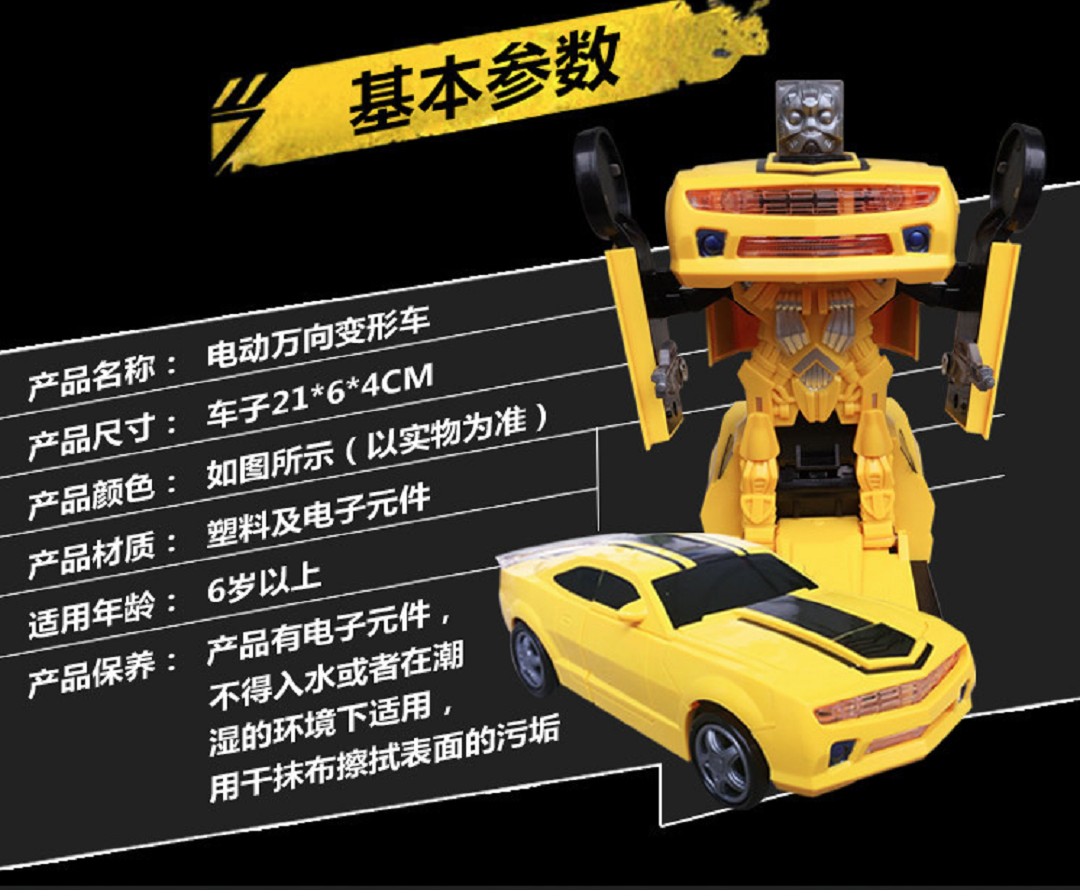 基本参数
产品名称： 电动万向变形车
产品尺寸： 车子21*6*4CM
产品颜色： 如图所示（以实物为准）
产品材质： 塑料及电子元件
适用年龄： 6岁以上
产品保养： 产品有电子元件，
不得入水或者在潮
湿的环境下适用，
用干抹布擦拭表面的污垢